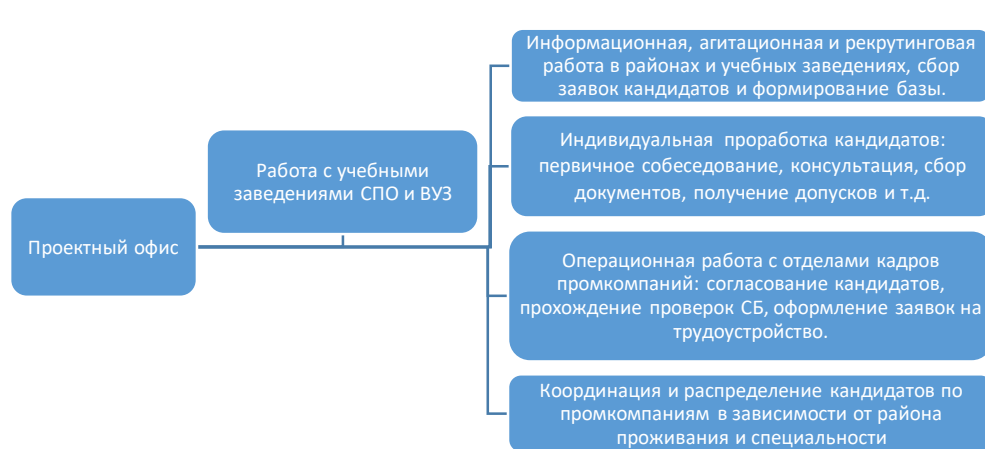 Проектный офис
Работа с учебными
заведениями СПО и ВУЗ
Информационная, агитационная и рекрутинговая
работа в районах и учебных заведениях, сбор
заявок кандидатов и формирование базы.
Индивидуальная проработка кандидатов:
первичное собеседование, консультация, сбор
документов, получение допусков и т.д.
Операционная работа с отделами кадров
промкомпаний: согласование кандидатов,
прохождение проверок СБ, оформление заявок на
трудоустройство.
Координация и распределение кандидатов по
промкомпаниям в зависимости от района
проживания и специальности